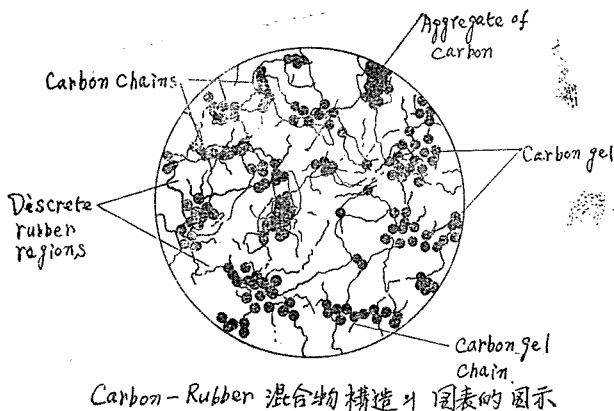 Aggregate of
carbon
Carbon Chains
Carbon gel
Discrete
rubber
regions
Carbon gel
chain.
Carbon-Rubber 混合物 構造의 図表的 図示